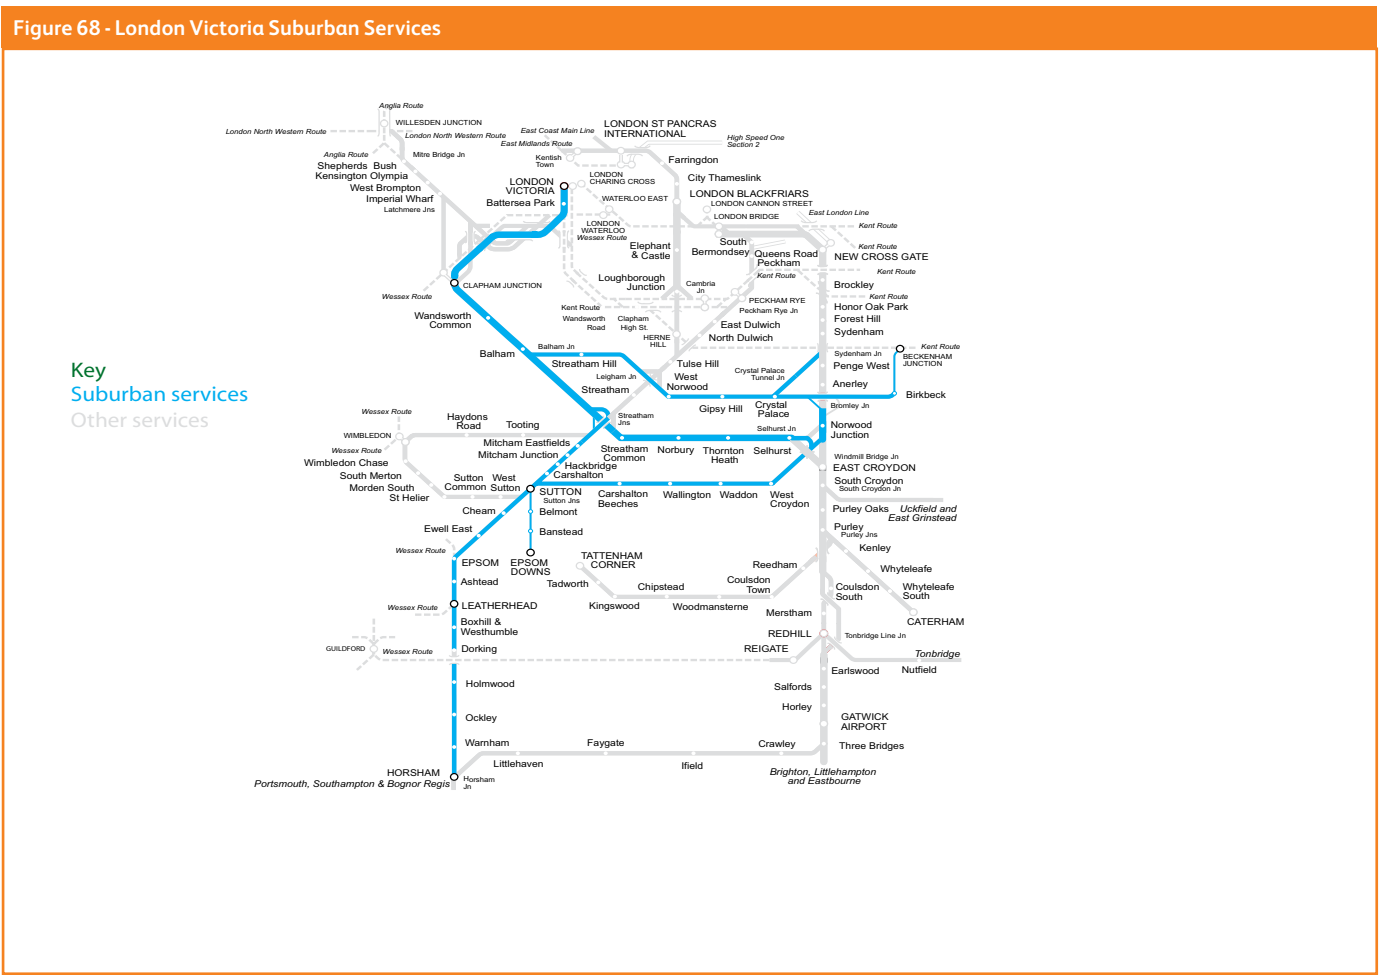 Figure 68 - London Victoria Suburban Services
Anglia Route
WILLESDEN JUNCTION
London North Western Route
London North Western Route
Anglia Route
Mitre Bridge Jn
Shepherds Bush
Kensington Olympia
West Brompton
Imperial Wharf
Latchmere Jns
East Coast Main Line
LONDON ST PANCRAS
INTERNATIONAL
High Speed One
Section 2
East Midlands Route
Kentish
Town
Farringdon
City Thameslink
LONDON
VICTORIA
Battersea Park
LONDON
CHARING CROSS
WATERLOO EAST
LONDON BLACKFRIARS
LONDON CANNON STREET
LONDON BRIDGE
East London Line
Kent Route
LONDON
WATERLOO
Wessex Route
South
Bermondsey
Elephant
& Castle
Queens Road
Peckham
Kent Route
NEW CROSS GATE
Kent Route
Kent Route
Loughborough
Junction
Cambria
Jn
Brockley
Kent Route
Wessex Route
CLAPHAM JUNCTION
PECKHAM RYE
Peckham Rye Jn
Honor Oak Park
Forest Hill
Sydenham
Kent Route
Wandsworth
Road
Clapham
High St.
Wandsworth
Common
East Dulwich
North Dulwich
HERNE
HILL
Balham
Balham Jn
Streatham Hill
Leigham Jn
Streatham
Tulse Hill
West
Norwood
Crystal Palace
Tunnel Jn
Sydenham Jn
Penge West
Anerley
Kent Route
BECKENHAM
JUNCTION
Birkbeck
Key
Suburban services
Other services
Gipsy Hill
Crystal
Palace
Bromley Jn
Norwood
Junction
Wessex Route
WIMBLEDON
Wessex Route
Haydons
Road
Tooting
Streatham
Jns
Selhurst Jn
Mitcham Eastfields
Mitcham Junction
Streatham
Common
Norbury
Thornton
Heath
Selhurst
Windmill Bridge Jn
EAST CROYDON
Wimbledon Chase
South Merton
Morden South
St Helier
Sutton
Common
West
Sutton
Hackbridge
Carshalton
SUTTON
Sutton Jns
Carshalton
Beeches
Wallington
Waddon
West
Croydon
South Croydon
South Croydon Jn
Cheam
Belmont
Purley Oaks
Uckfield and
East Grinstead
Ewell East
Banstead
Purley
Purley Jns
Kenley
Wessex Route
EPSOM
EPSOM
DOWNS
TATTENHAM
CORNER
Reedham
Whyteleafe
Ashtead
Tadworth
Chipstead
Coulsdon
Town
Coulsdon
South
Whyteleafe
South
Wessex Route
LEATHERHEAD
Kingswood
Woodmansterne
Merstham
CATERHAM
Boxhill &
Westhumble
REDHILL
Tonbridge Line Jn
GUILDFORD
Wessex Route
Dorking
REIGATE
Tonbridge
Earlswood
Nutfield
Holmwood
Salfords
Horley
Ockley
GATWICK
AIRPORT
Warnham
Faygate
Crawley
Three Bridges
Littlehaven
Ifield
HORSHAM
Portsmouth, Southampton & Bognor Regis
Horsham
Jn
Brighton, Littlehampton
and Eastbourne